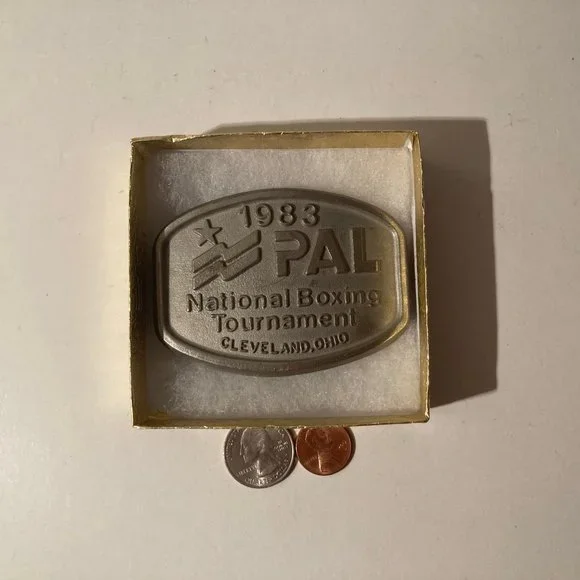 1983
PAL
National Boxing
Tournament
CLEVELAND, OHIO